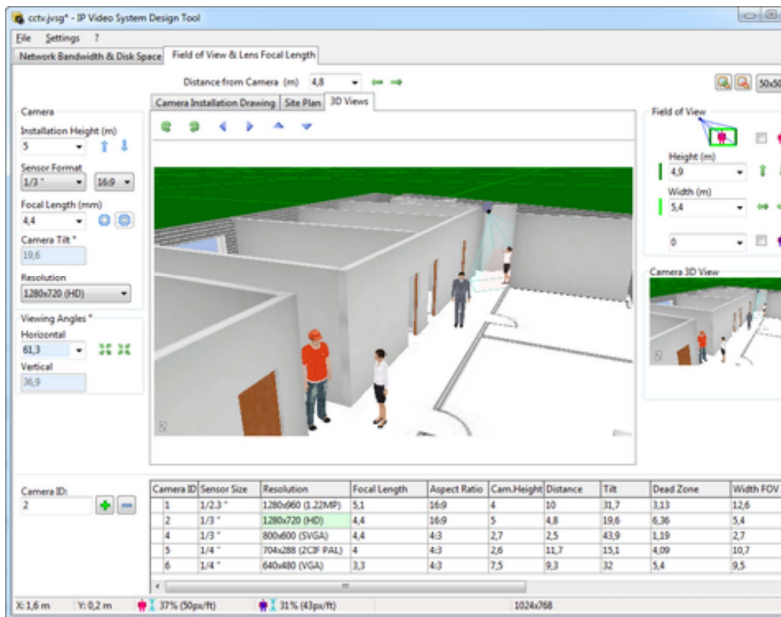 cctv.jvsg* - IP Video System Design Tool
File Settings ?
Network Bandwidth & Disk Space Field of View & Lens Focal Length
Distance from Camera (m) 4,8
50x50
Camera Installation Drawing Site Plan 3D Views
Camera
Installation Height (m)
5
Sensor Format
1/3 " 16:9
Focal Length (mm)
4,4
Camera Tilt °
19,6
Resolution
1280x720 (HD)
Viewing Angles °
Horizontal
61,3
Vertical
36,9
2
Field of View
Height (m)
4,9
Width (m)
5,4
0
Camera 3D View
2
Camera ID:
2
Camera ID Sensor Size Resolution Focal Length Aspect Ratio Cam.Height Distance Tilt Dead Zone Width FOV
1 1/2.3 " 1280x960 (1.22MP) 5,1 16:9 4 10 31,7 3,13 12,6
2 1/3 " 1280x720 (HD) 4,4 16:9 5 4,8 19,6 6,36 5,4
4 1/3 " 800x600 (SVGA) 4,4 4:3 2,7 2,5 43,9 1,19 2,7
5 1/4 " 704x288 (2CIF PAL) 4 4:3 2,6 11,7 15,1 4,09 10,7
6 1/4 " 640x480 (VGA) 3,3 4:3 7,5 9,3 32 5,4 9,5
X: 1,6 m Y: 0,2 m 37% (50px/ft) 31% (43px/ft) 1024x768